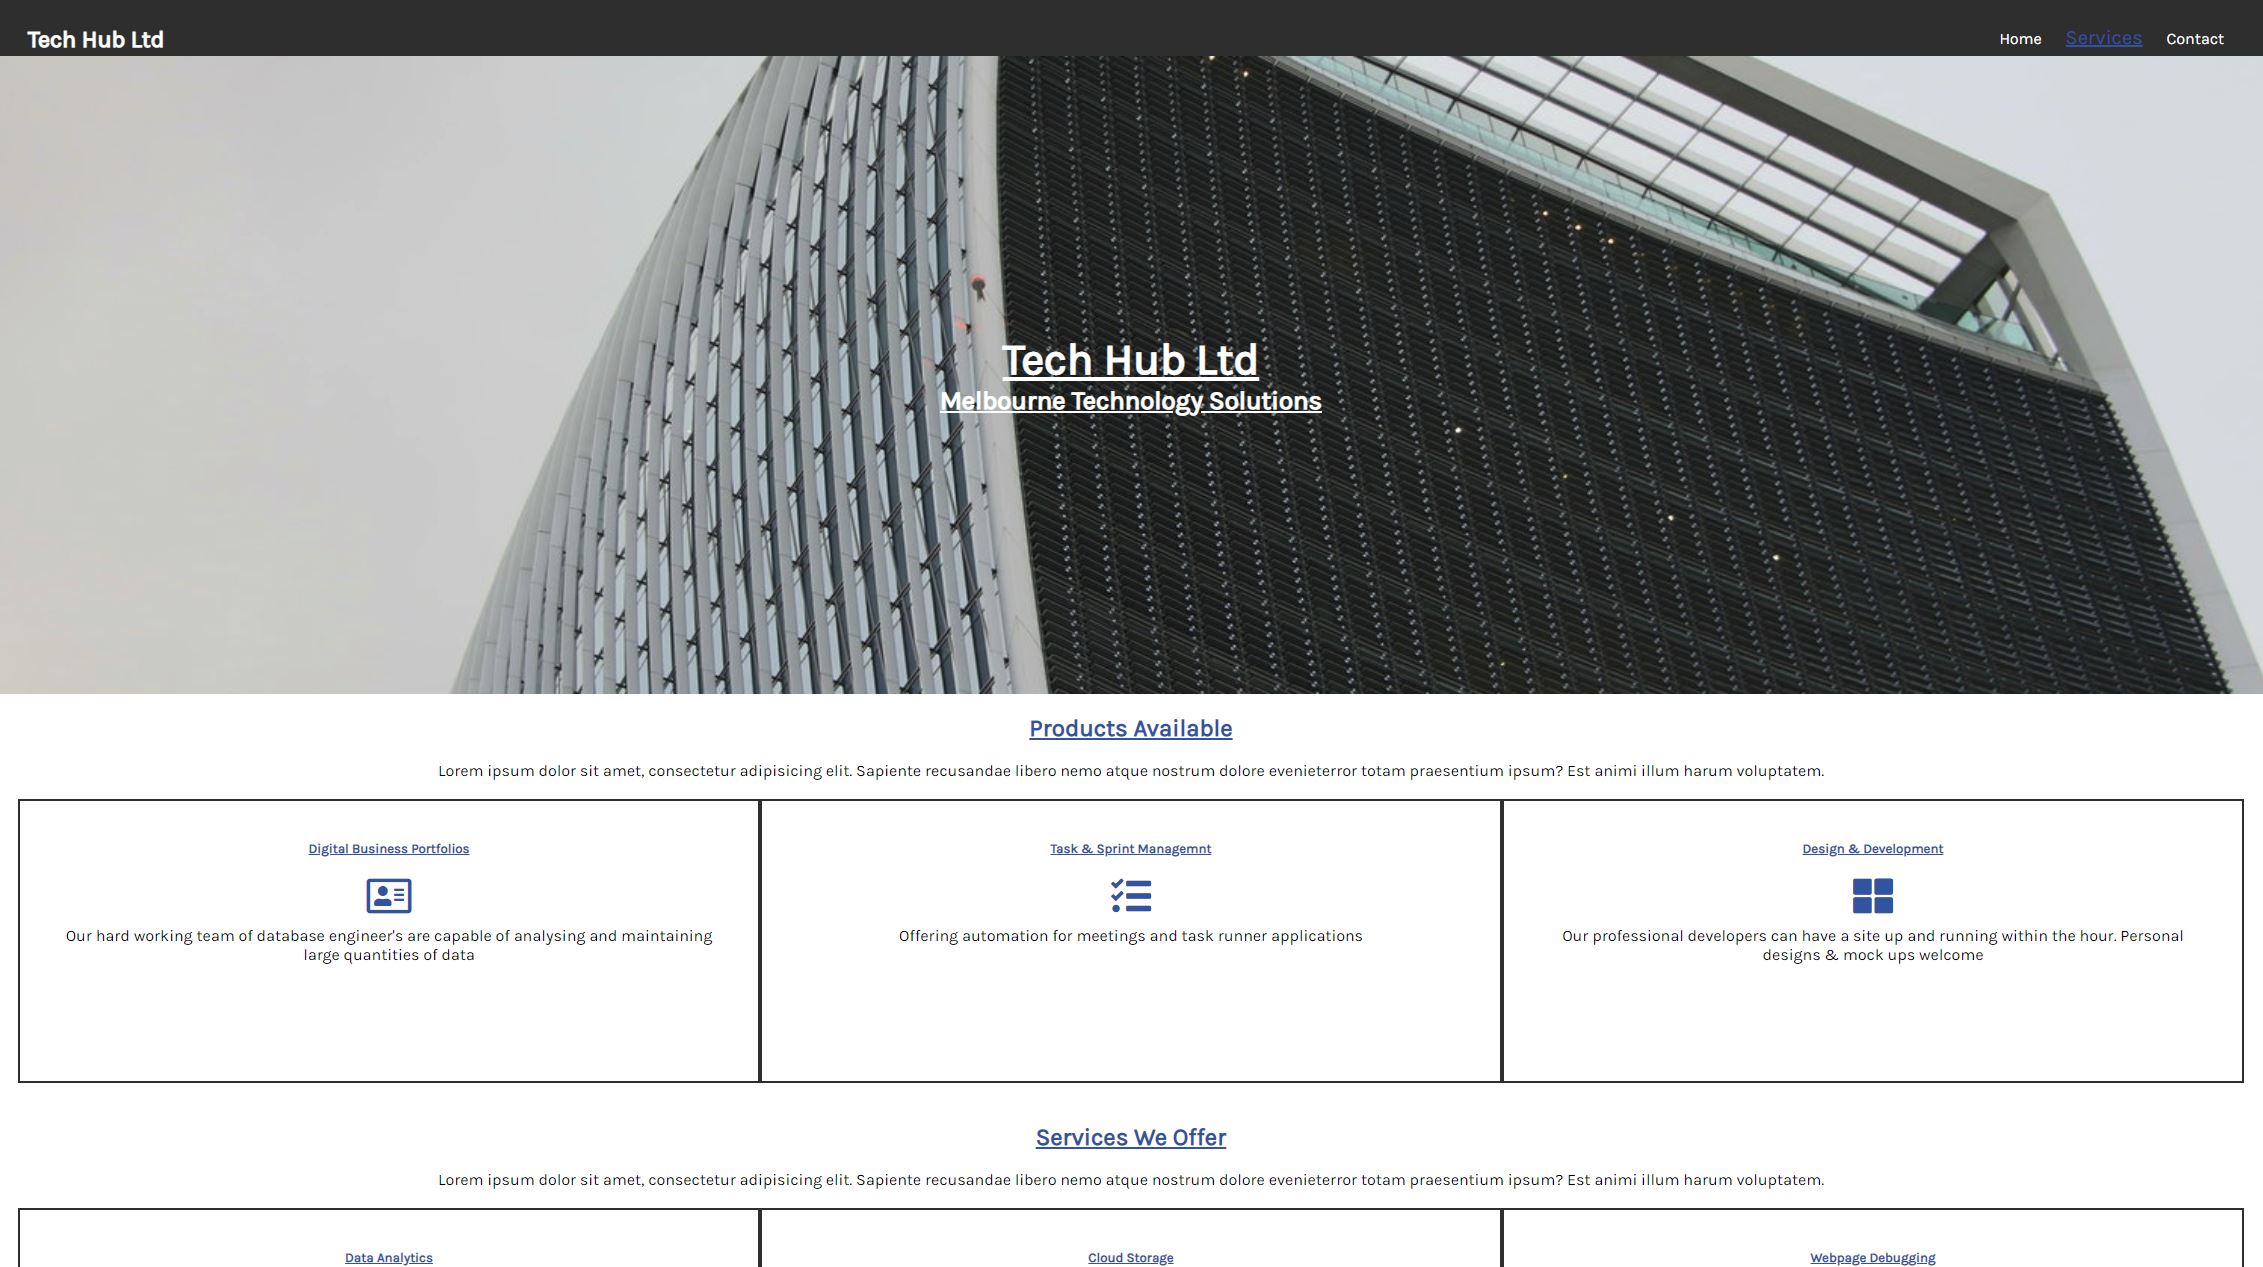 Tech Hub Ltd
Home Services Contact
Tech Hub Ltd
Melbourne Technology Solutions
Products Available
Lorem ipsum dolor sit amet, consectetur adipisicing elit. Sapiente recusandae libero nemo atque nostrum dolore evenieterror totam praesentium ipsum? Est animi illum harum voluptatem.
Digital Business Portfolios
Our hard working team of database engineer's are capable of analysing and maintaining
large quantities of data
Task & Sprint Managemnt
Offering automation for meetings and task runner applications
Design & Development
Our professional developers can have a site up and running within the hour. Personal
designs & mock ups welcome
Services We Offer
Lorem ipsum dolor sit amet, consectetur adipisicing elit. Sapiente recusandae libero nemo atque nostrum dolore evenieterror totam praesentium ipsum? Est animi illum harum voluptatem.
Data Analytics
Cloud Storage
Webpage Debugging